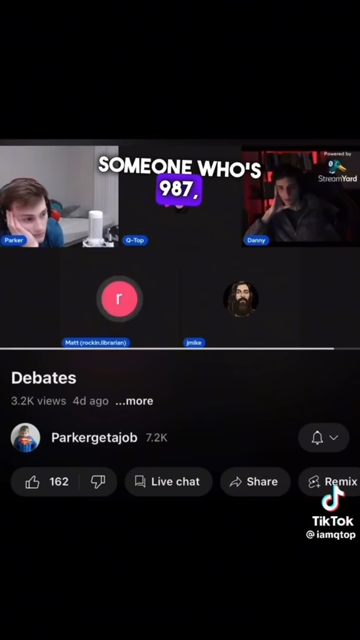 SOMEONE WHO'S
987,
Powered by
StreamYard
Parker
Q-Top
Danny
r
Matt (rockin.librarian)
jmike
Debates
3.2K views 4d ago ...more
Parkergetajob 7.2K
162
Live chat
Share
Remix
TikTok
@iamqtop